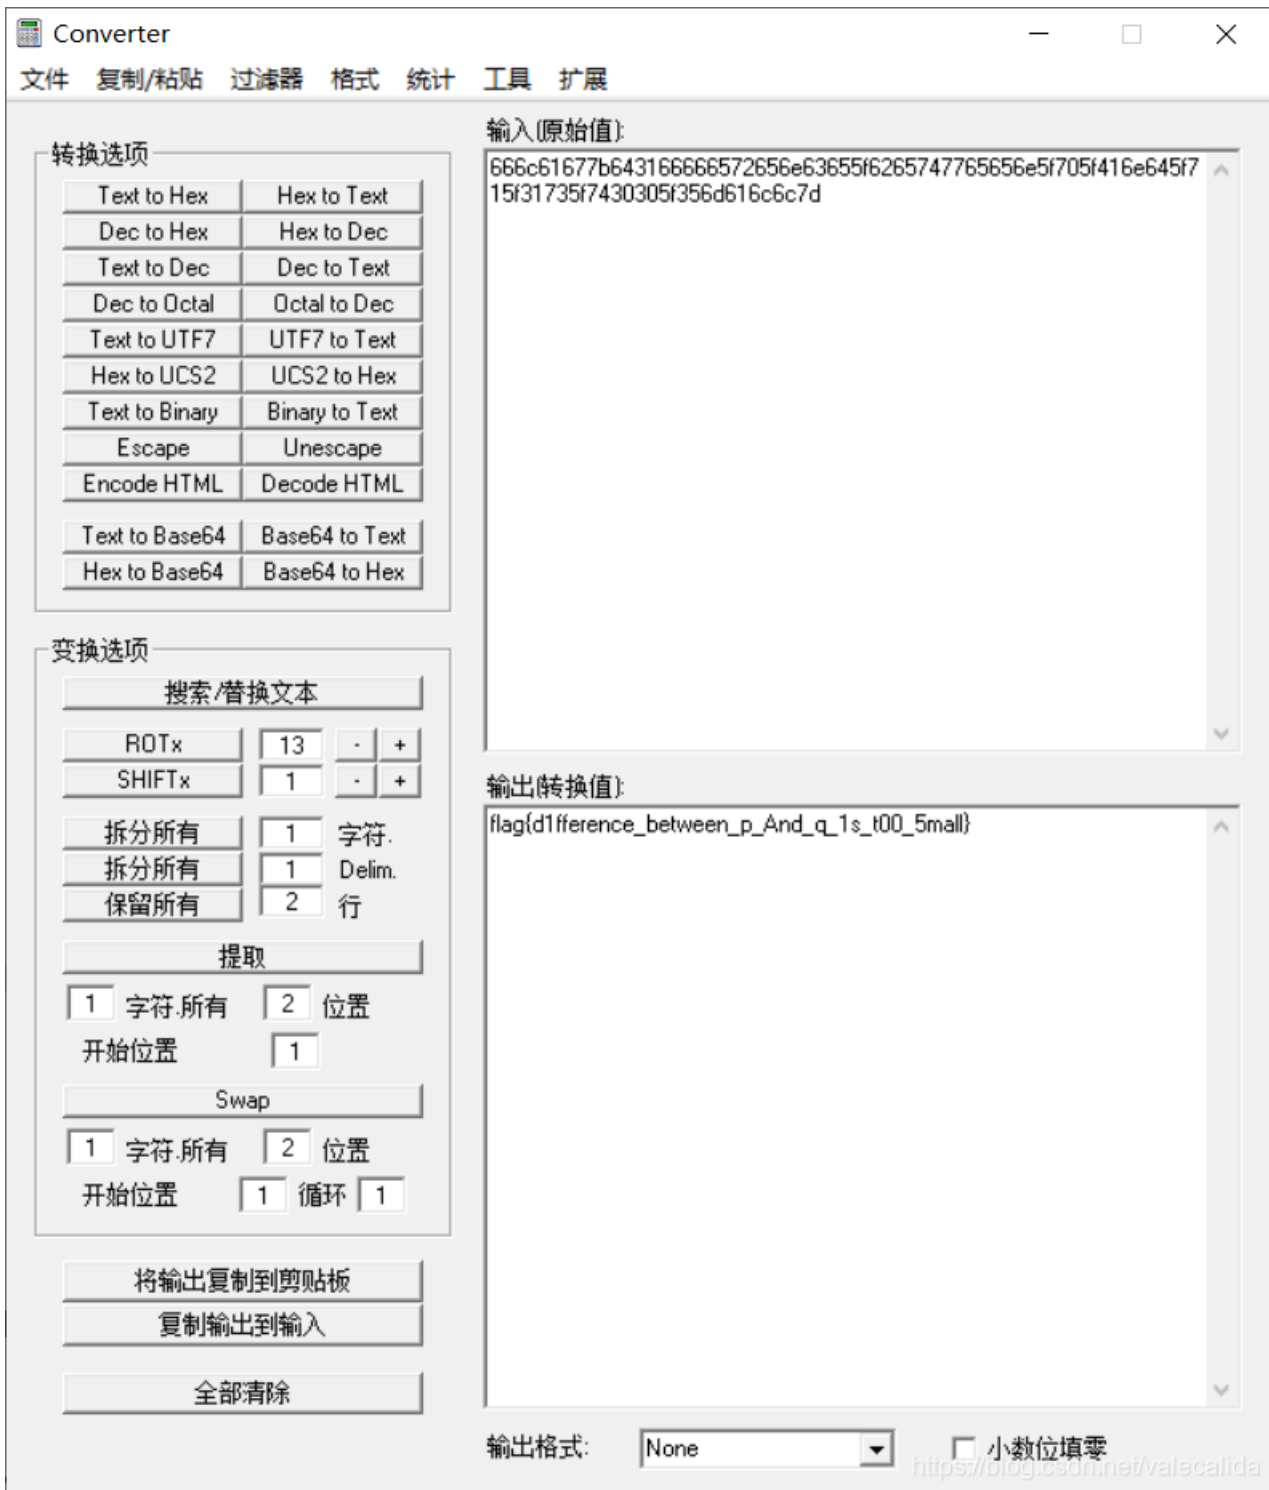 Converter
文件 复制/粘贴 过滤器 格式 统计 工具 扩展
转换选项
Text to Hex Hex to Text
Dec to Hex Hex to Dec
Text to Dec Dec to Text
Dec to Octal Octal to Dec
Text to UTF7 UTF7 to Text
Hex to UCS2 UCS2 to Hex
Text to Binary Binary to Text
Escape Unescape
Encode HTML Decode HTML
Text to Base64 Base64 to Text
Hex to Base64 Base64 to Hex
变换选项
搜索/替换文本
ROTx 13 - +
SHIFTx 1 - +
拆分所有 1 字符.
拆分所有 1 Delim.
保留所有 2 行
提取
1 字符.所有 2 位置
开始位置 1
Swap
1 字符.所有 2 位置
开始位置 1 循环 1
将输出复制到剪贴板
复制输出到输入
全部清除
输入(原始值):
666c61677b643166666572656e63655f6265747765656e5f705f416e645f7
15f31735f7430305f356d616c6c7d
输出(转换值):
flag{d1fference_between_p_And_q_1s_t00_5mall}
输出格式: None 小数位填零
https://blog.csdn.net/valecalida